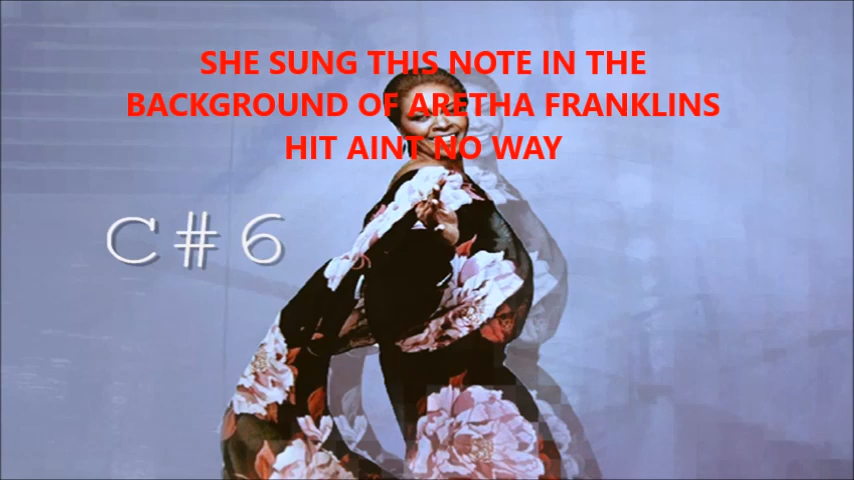 SHE SUNG THIS NOTE IN THE
BACKGROUND OF ARETHA FRANKLINS
HIT AINT NO WAY
C#6